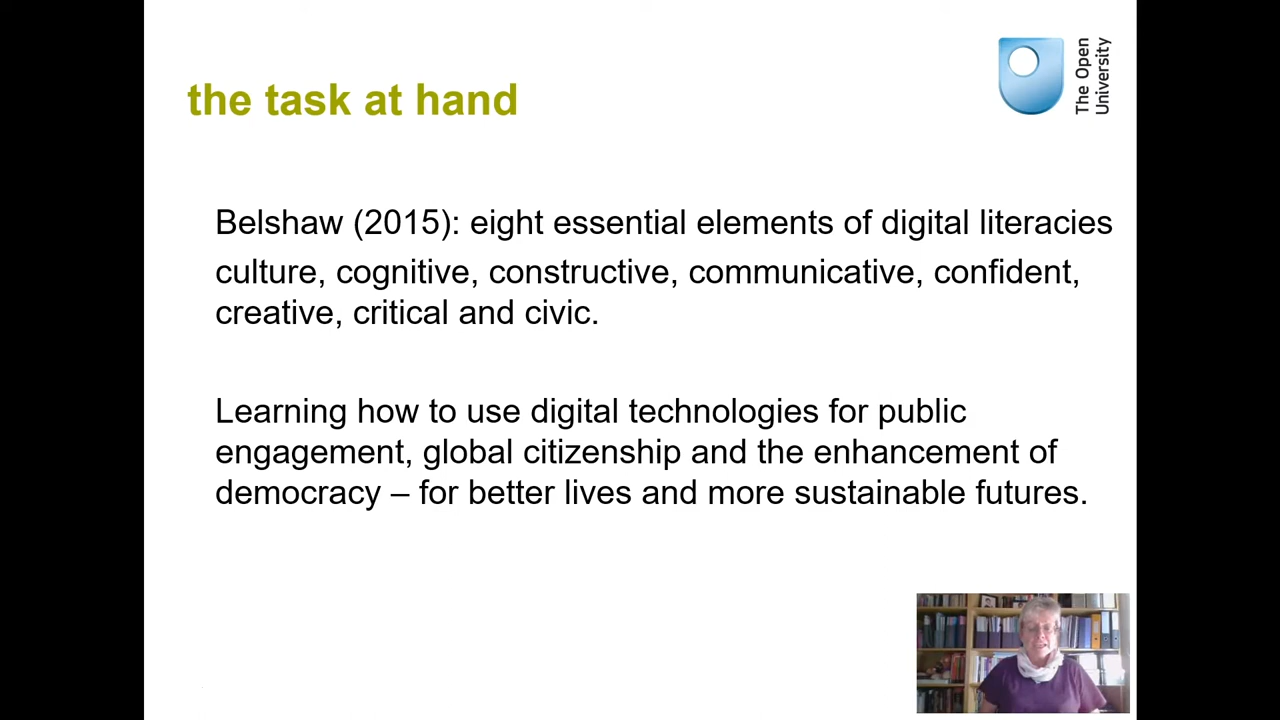 the task at hand
The Open
University
Belshaw (2015): eight essential elements of digital literacies
culture, cognitive, constructive, communicative, confident,
creative, critical and civic.
Learning how to use digital technologies for public
engagement, global citizenship and the enhancement of
democracy – for better lives and more sustainable futures.